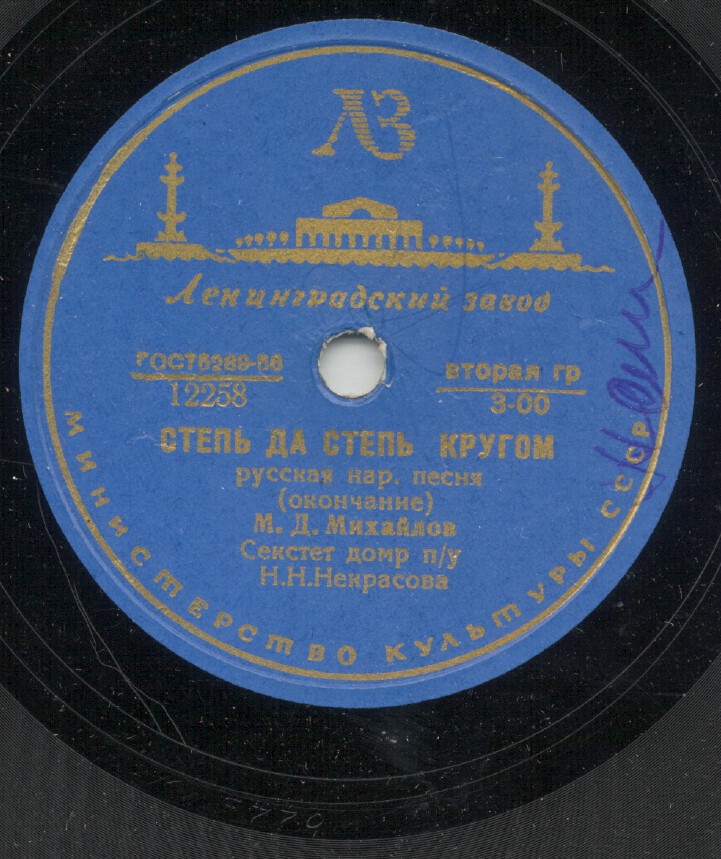 ЛЗ
Ленинградский завод
ГОСТ5289-56
12258
вторая гр
3-00
СТЕПЬ ДА СТЕПЬ КРУГОМ
русская нар. песня
(окончание)
М. Д. Михайлов
Секстет домр п/у
Н.Н.Некрасова
МИНИСТЕРСТВО КУЛЬТУРЫ СССР